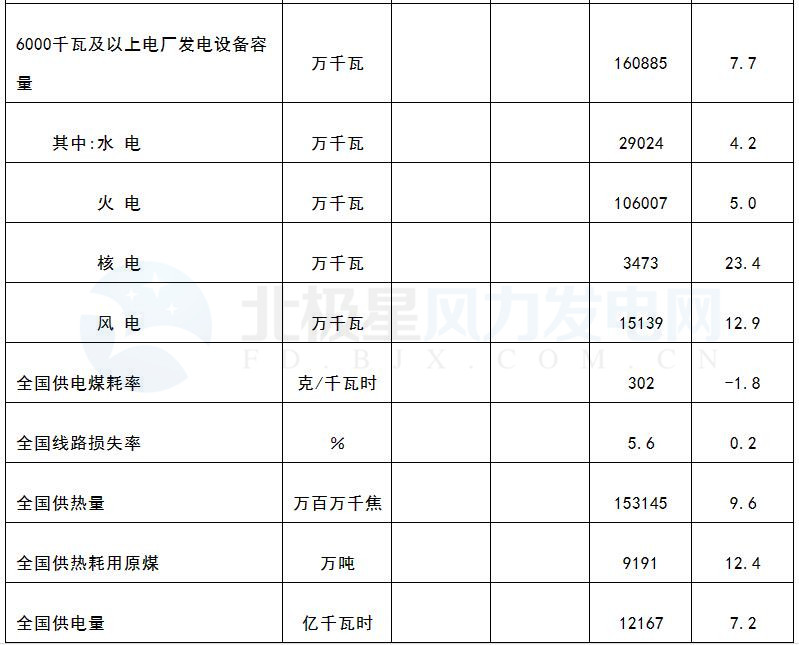 6000千瓦及以上电厂发电设备容量 万千瓦 160885 7.7
其中:水 电 万千瓦 29024 4.2
火 电 万千瓦 106007 5.0
核 电 万千瓦 3473 23.4
风 电 万千瓦 15139 12.9
全国供电煤耗率 克/千瓦时 302 -1.8
全国线路损失率 % 5.6 0.2
全国供热量 万百万千焦 153145 9.6
全国供热耗用原煤 万吨 9191 12.4
全国供电量 亿千瓦时 12167 7.2
北极星风力发电网
FD.BJX.COM.CN